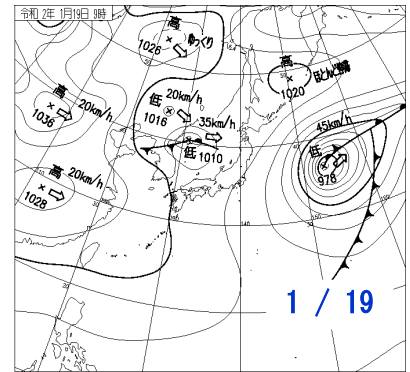 令和 2年 1月19日 9時
高
1026
ゆっくり
高
1020
ほとんど停滞
高
20km/h
1036
低
20km/h
1016
35km/h
低
1010
45km/h
低
978
高
20km/h
1028
140
1 / 19